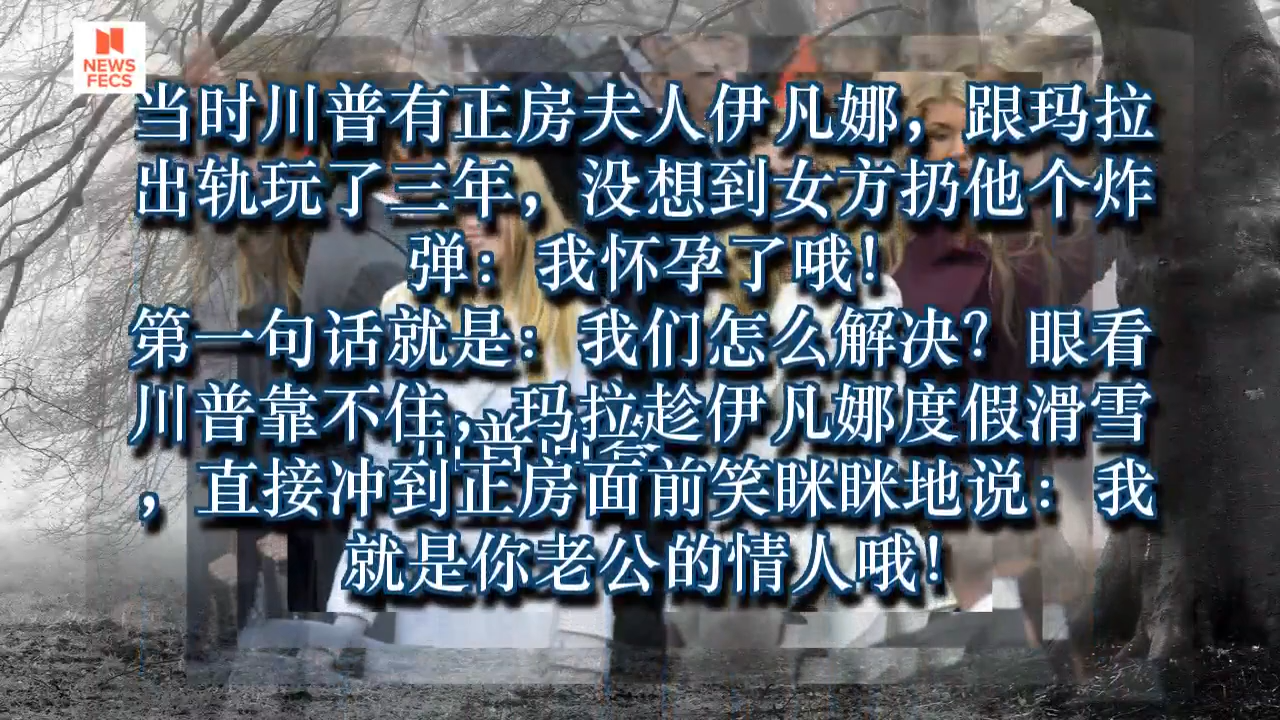 NEWS
FECS
当时川普有正房夫人伊凡娜，跟玛拉
出轨玩了三年，没想到女方扔他个炸
弹：我怀孕了哦！
第一句话就是：我们怎么解决？眼看
川普靠不住，玛拉趁伊凡娜度假滑雪
，直接冲到正房面前笑眯眯地说：我
就是你老公的情人哦！